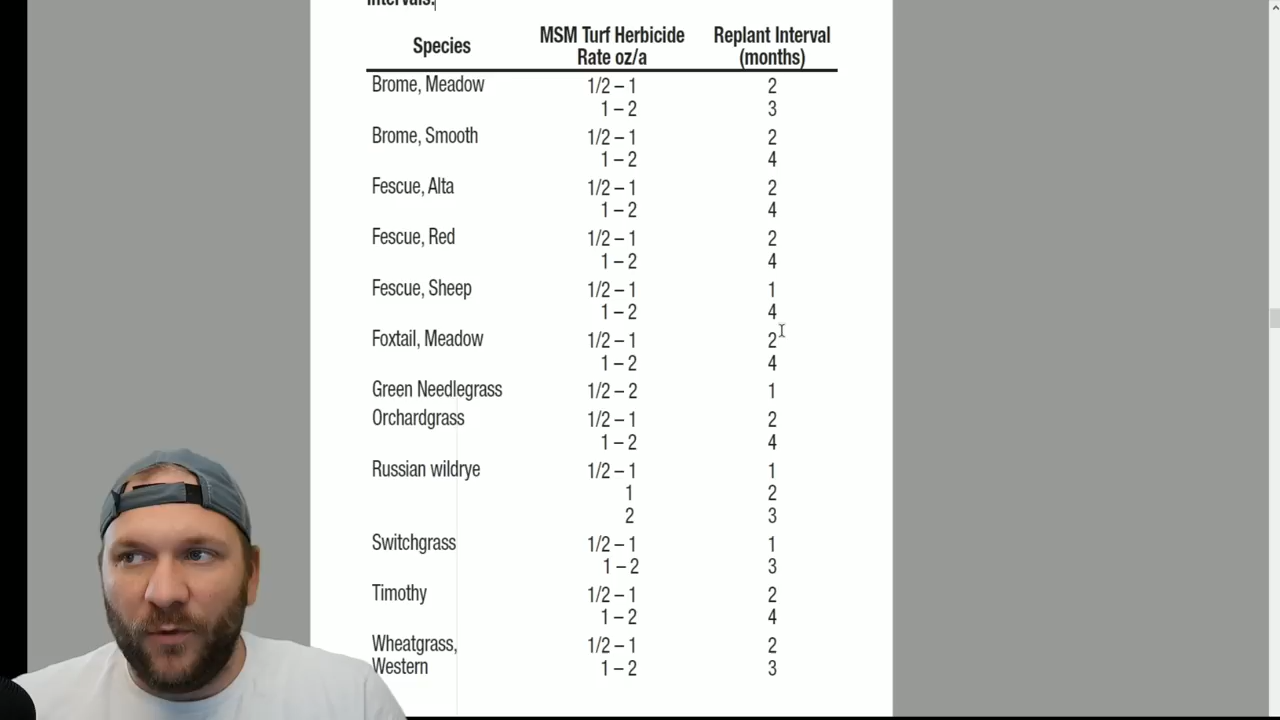 intervals.
Species MSM Turf Herbicide Rate oz/a Replant Interval (months)
Brome, Meadow 1/2 – 1 2
1 – 2 3
Brome, Smooth 1/2 – 1 2
1 – 2 4
Fescue, Alta 1/2 – 1 2
1 – 2 4
Fescue, Red 1/2 – 1 2
1 – 2 4
Fescue, Sheep 1/2 – 1 1
1 – 2 4
Foxtail, Meadow 1/2 – 1 2
1 – 2 4
Green Needlegrass 1/2 – 2 1
Orchardgrass 1/2 – 1 2
1 – 2 4
Russian wildrye 1/2 – 1 1
1 2
2 3
Switchgrass 1/2 – 1 1
1 – 2 3
Timothy 1/2 – 1 2
1 – 2 4
Wheatgrass, 1/2 – 1 2
Western 1 – 2 3